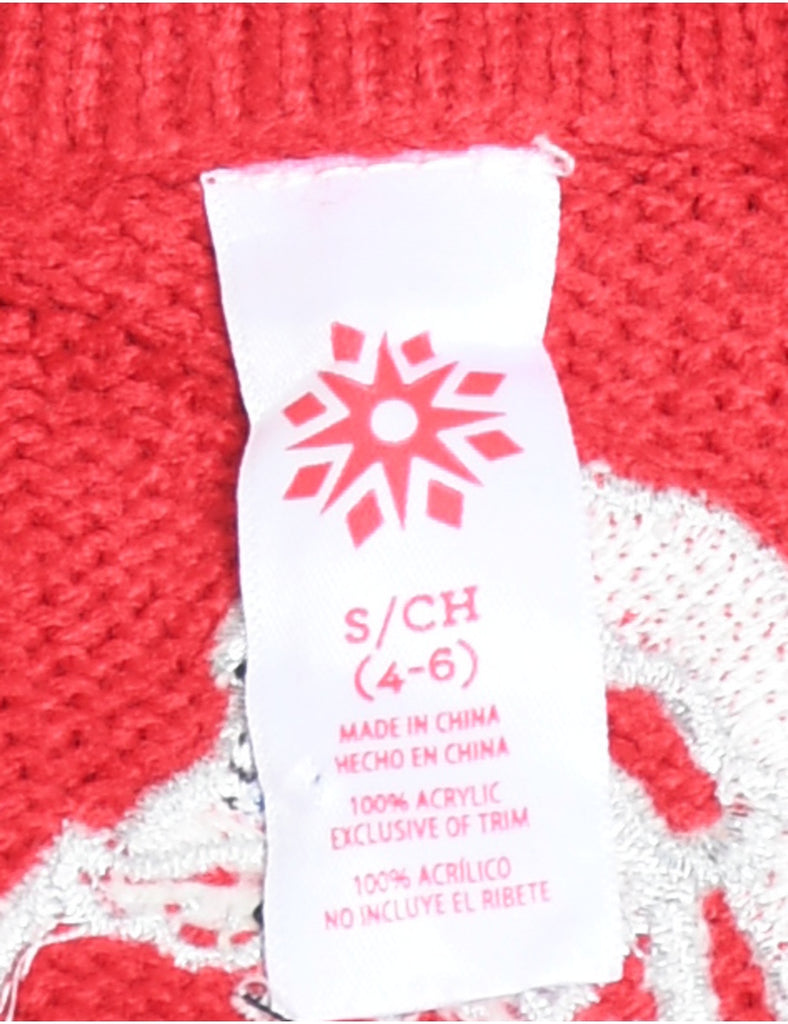 S/CH
(4-6)
MADE IN CHINA
HECHO EN CHINA
100% ACRYLIC
EXCLUSIVE OF TRIM
100% ACRÍLICO
NO INCLUYE EL RIBETE